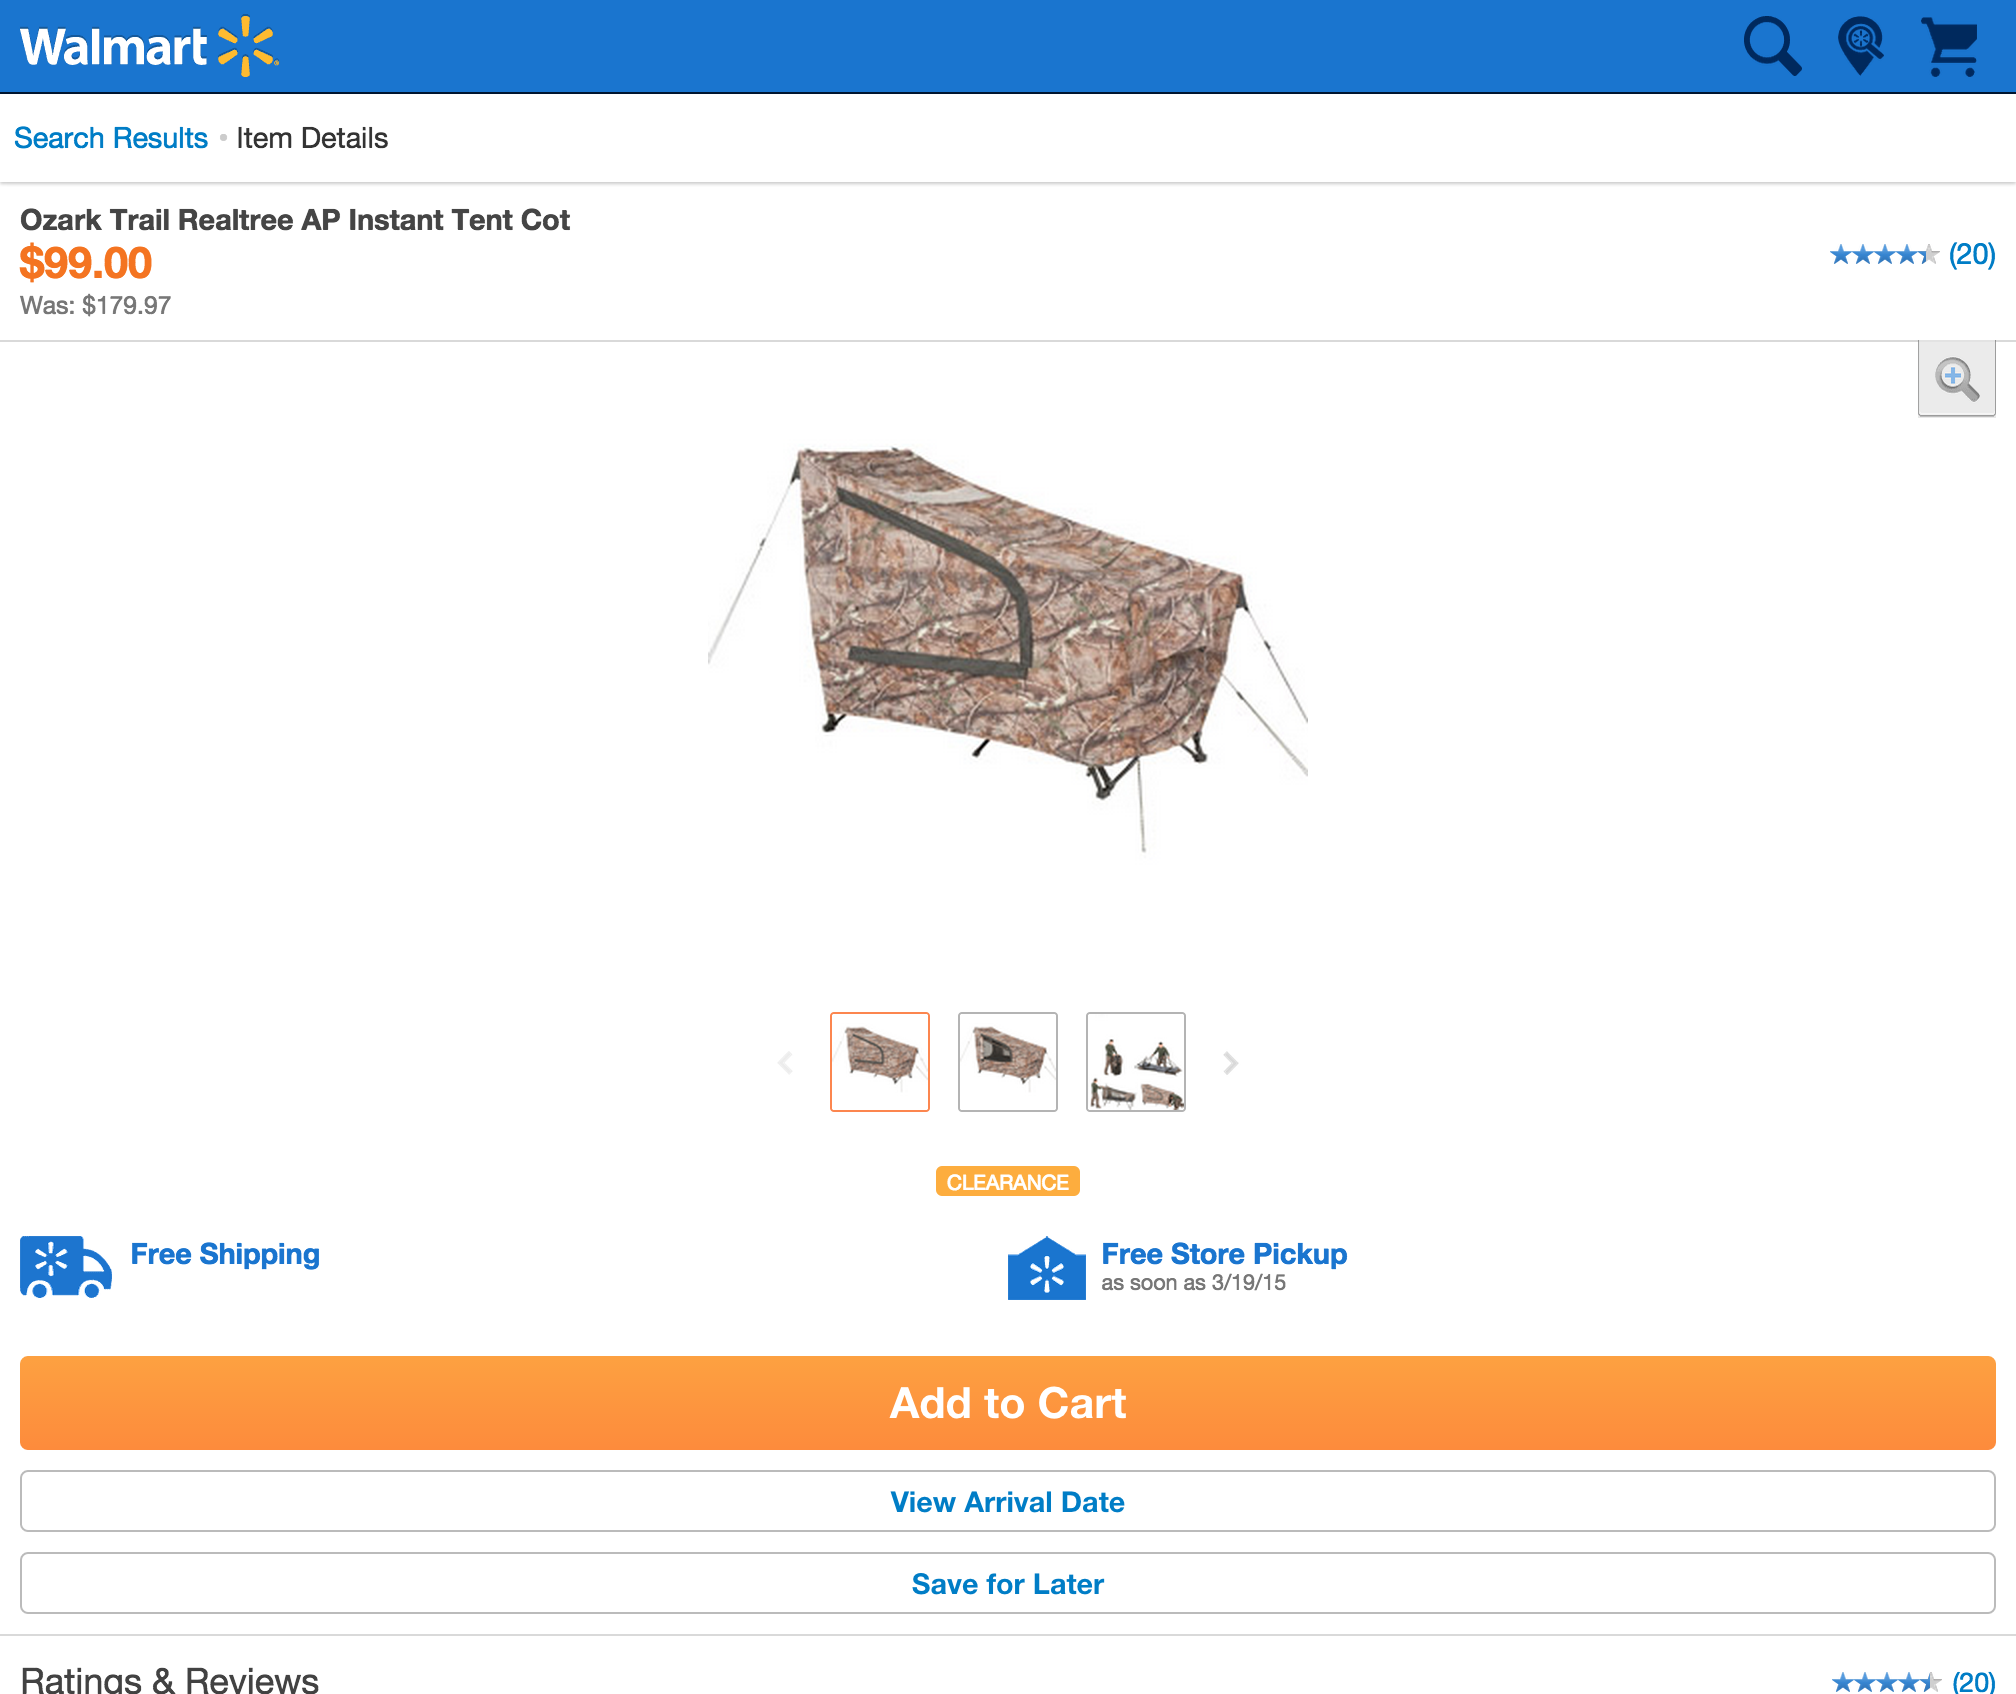 Walmart
Search Results • Item Details
Ozark Trail Realtree AP Instant Tent Cot
$99.00
(20)
Was: $179.97
CLEARANCE
Free Shipping
Free Store Pickup
as soon as 3/19/15
Add to Cart
View Arrival Date
Save for Later
Ratings & Reviews
(20)